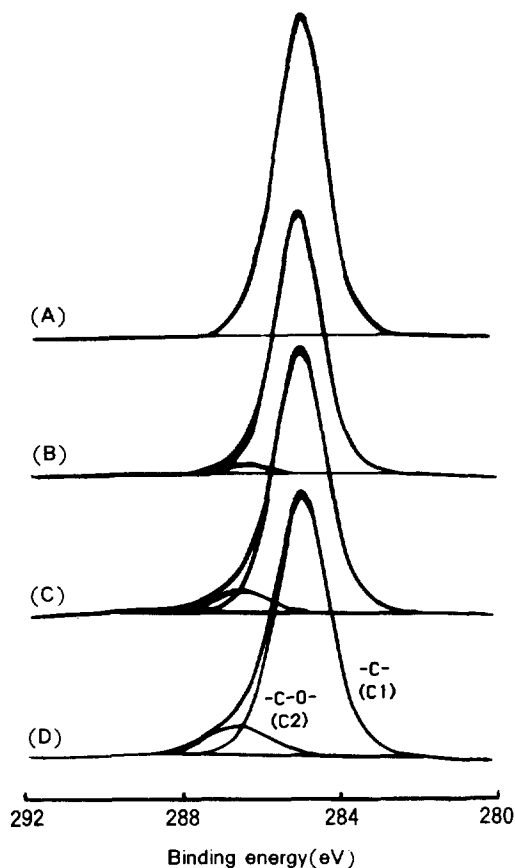 (A)
(B)
(C)
-C-
(C1)
-C-O-
(C2)
(D)
292 288 284 280
Binding energy(eV)